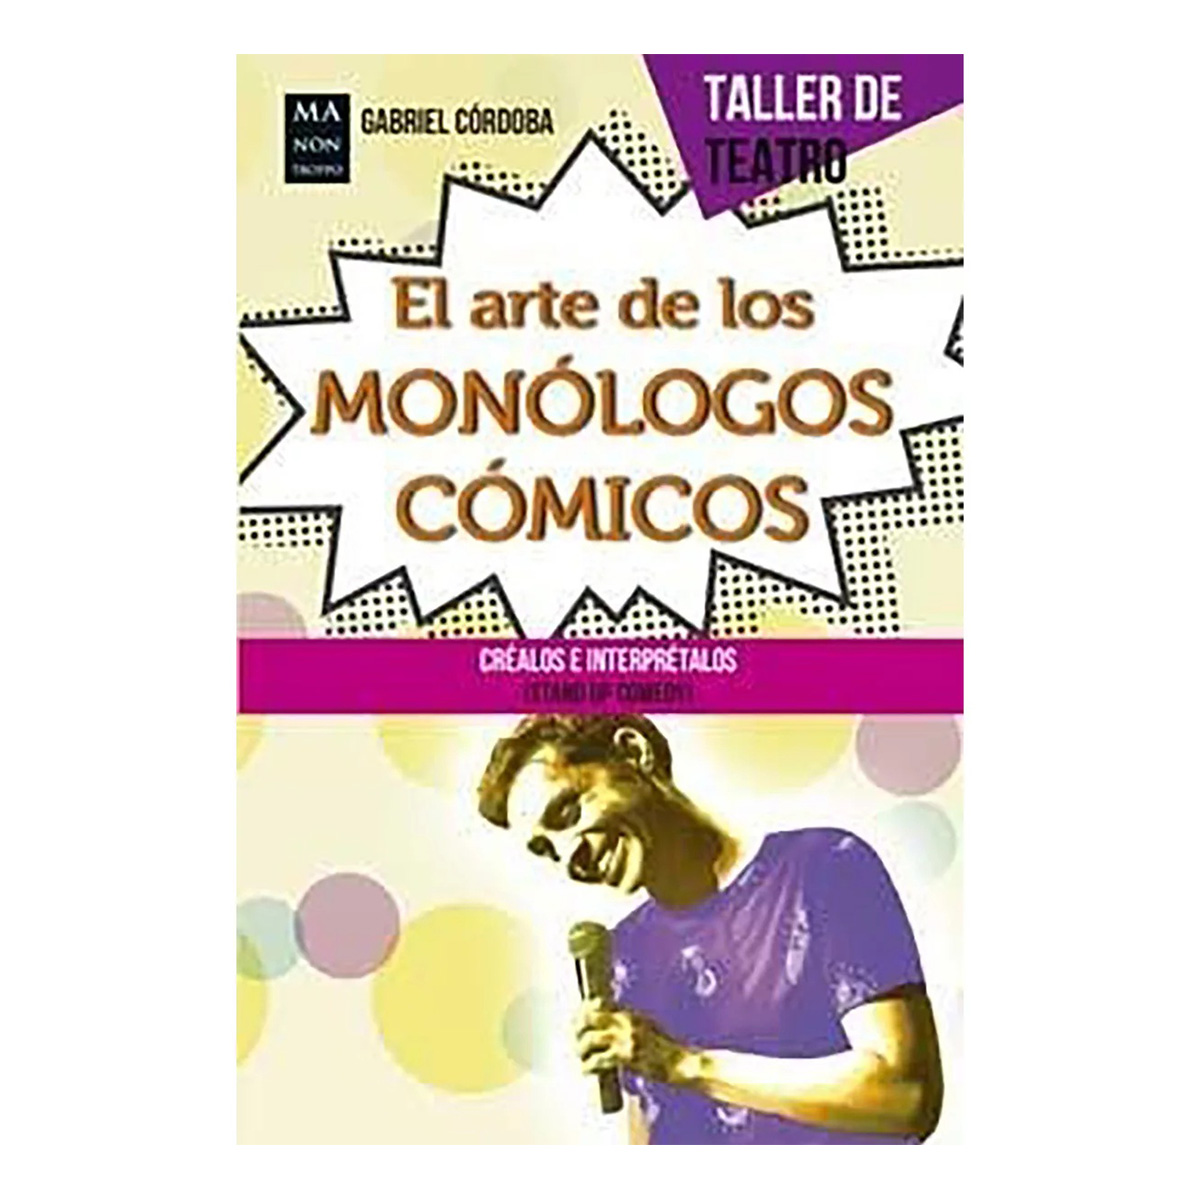 MA
NON
TROPPO
GABRIEL CÓRDOBA
TALLER DE
TEATRO
El arte de los
MONÓLOGOS
CÓMICOS
CRÉALOS E INTERPRÉTALOS
(STAND UP COMEDY)